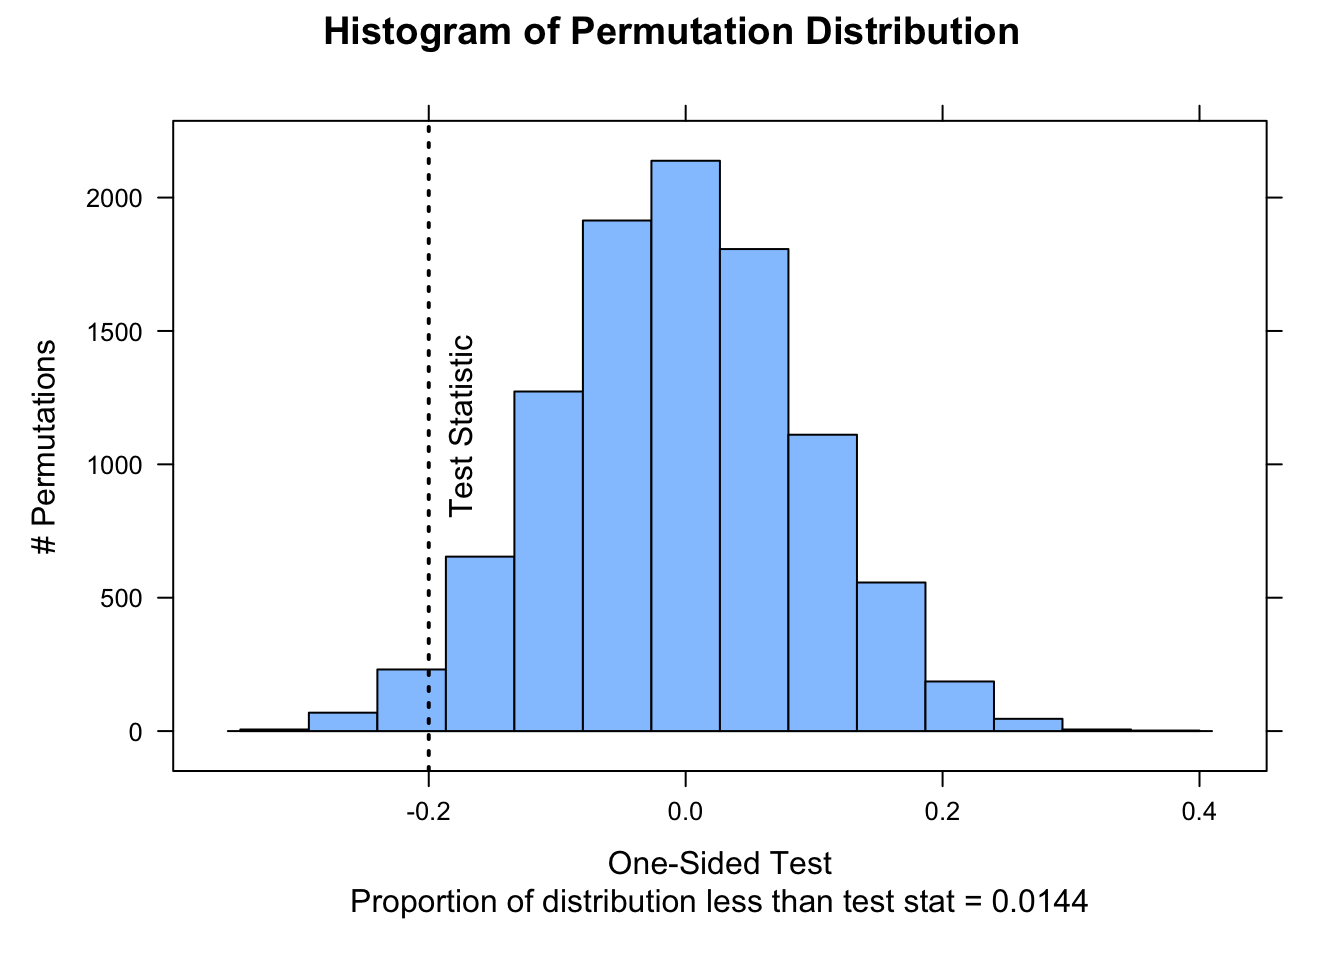 Histogram of Permutation Distribution
2000
1500
1000
500
0
# Permutations
Test Statistic
-0.2
0.0
0.2
0.4
One-Sided Test
Proportion of distribution less than test stat = 0.0144